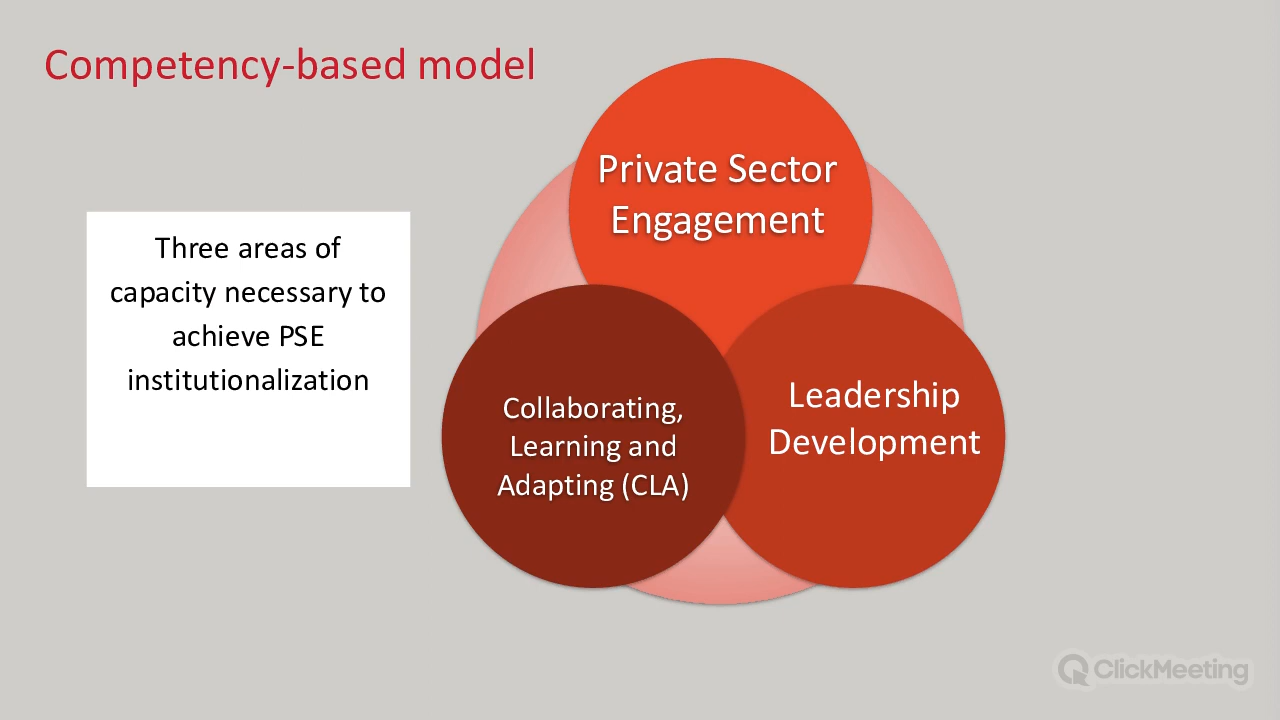 Competency-based model
Private Sector
Engagement
Three areas of
capacity necessary to
achieve PSE
institutionalization
Collaborating,
Learning and
Adapting (CLA)
Leadership
Development
ClickMeeting